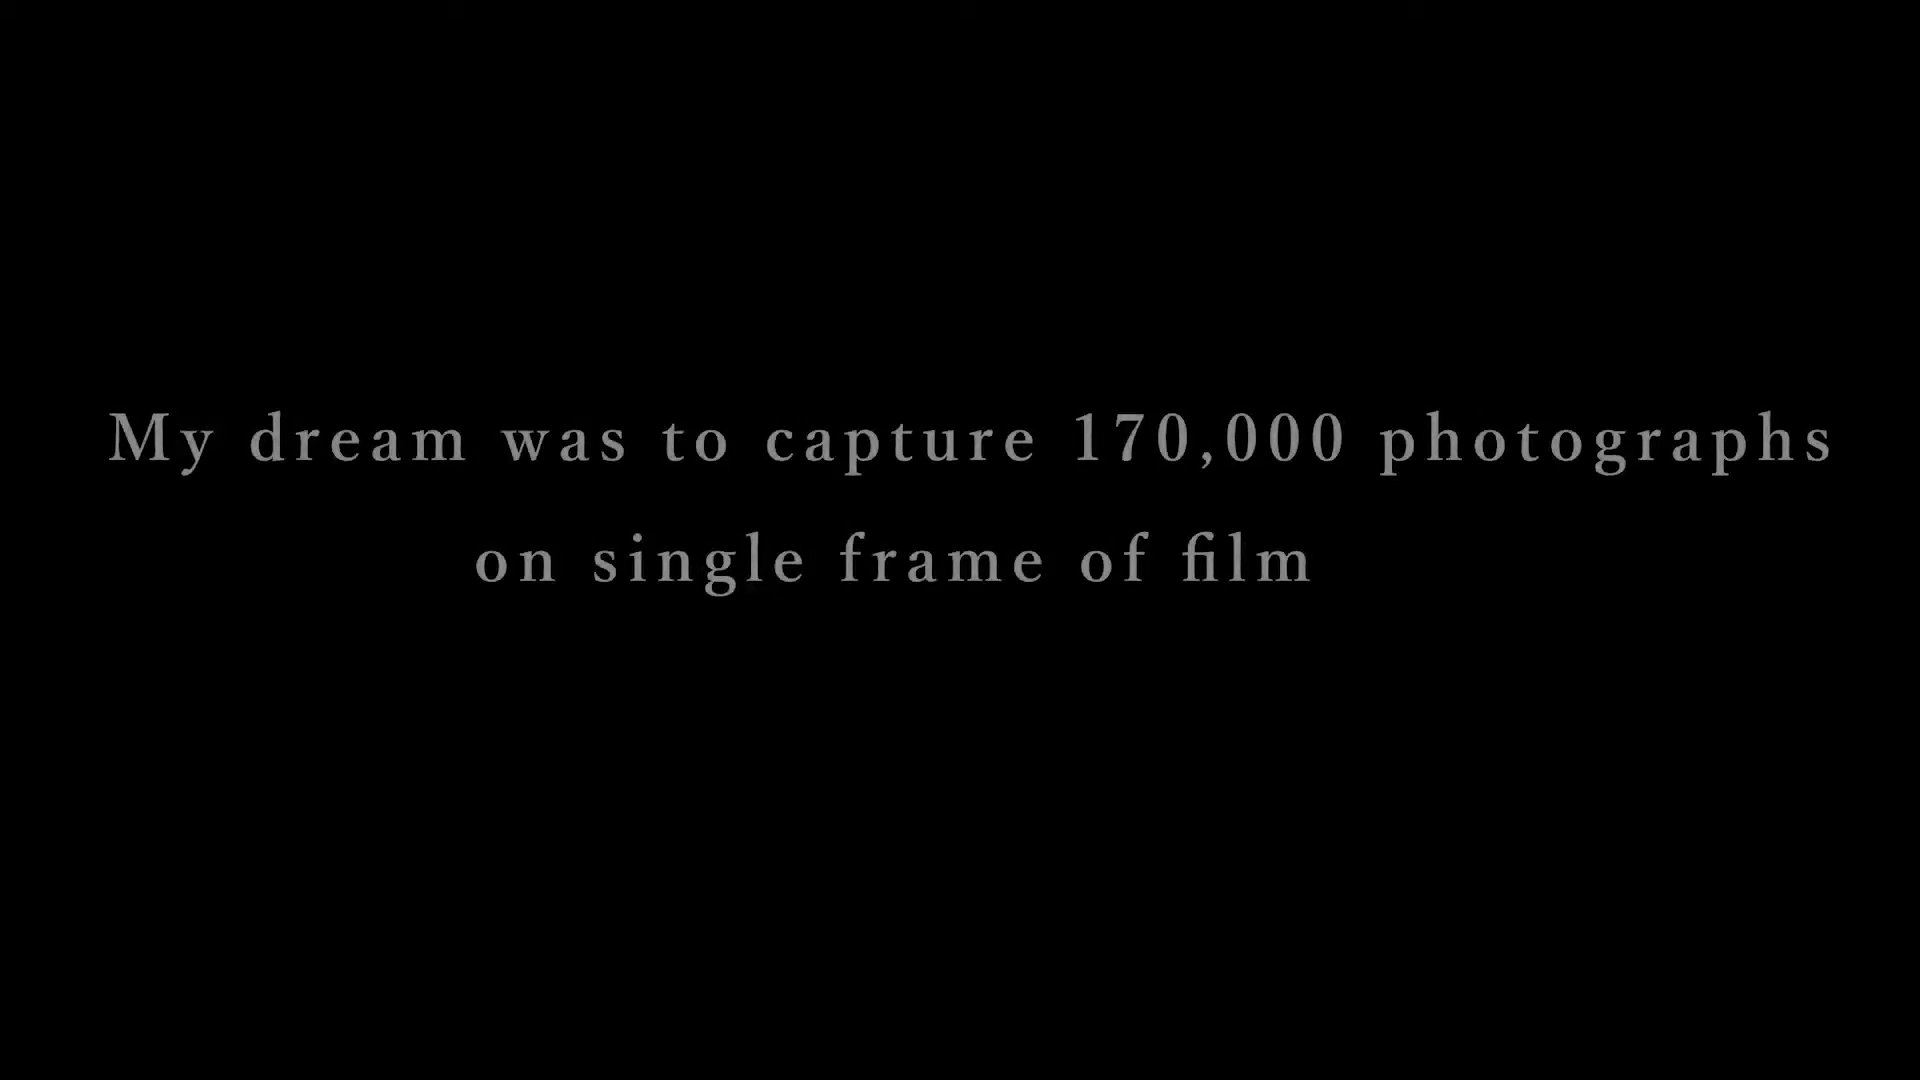 My dream was to capture 170,000 photographs
on single frame of film